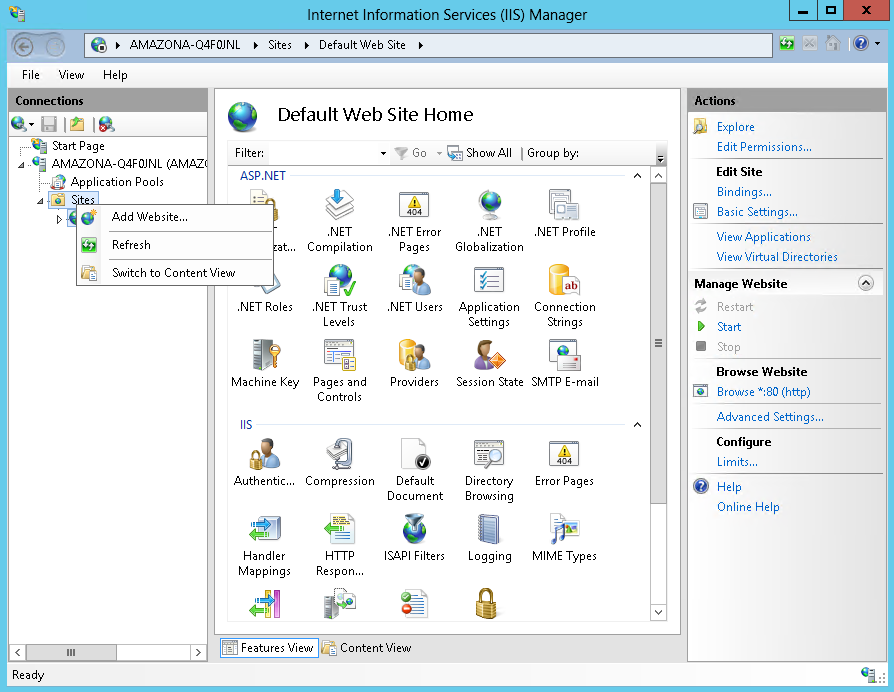 Internet Information Services (IIS) Manager
AMAZONA-Q4F0JNL Sites Default Web Site
File View Help
Connections
Start Page
AMAZONA-Q4F0JNL (AMAZO
Application Pools
Sites
Add Website...
Refresh
Switch to Content View
Default Web Site Home
Filter: Go Show All Group by:
ASP.NET
.NET Compilation
.NET Error Pages
.NET Globalization
.NET Profile
.NET Roles
.NET Trust Levels
.NET Users
Application Settings
Connection Strings
Machine Key
Pages and Controls
Providers
Session State
SMTP E-mail
IIS
Authentic...
Compression
Default Document
Directory Browsing
Error Pages
Handler Mappings
HTTP Respon...
ISAPI Filters
Logging
MIME Types
Features View Content View
Actions
Explore
Edit Permissions...
Edit Site
Bindings...
Basic Settings...
View Applications
View Virtual Directories
Manage Website
Restart
Start
Stop
Browse Website
Browse *:80 (http)
Advanced Settings...
Configure
Limits...
Help
Online Help
Ready